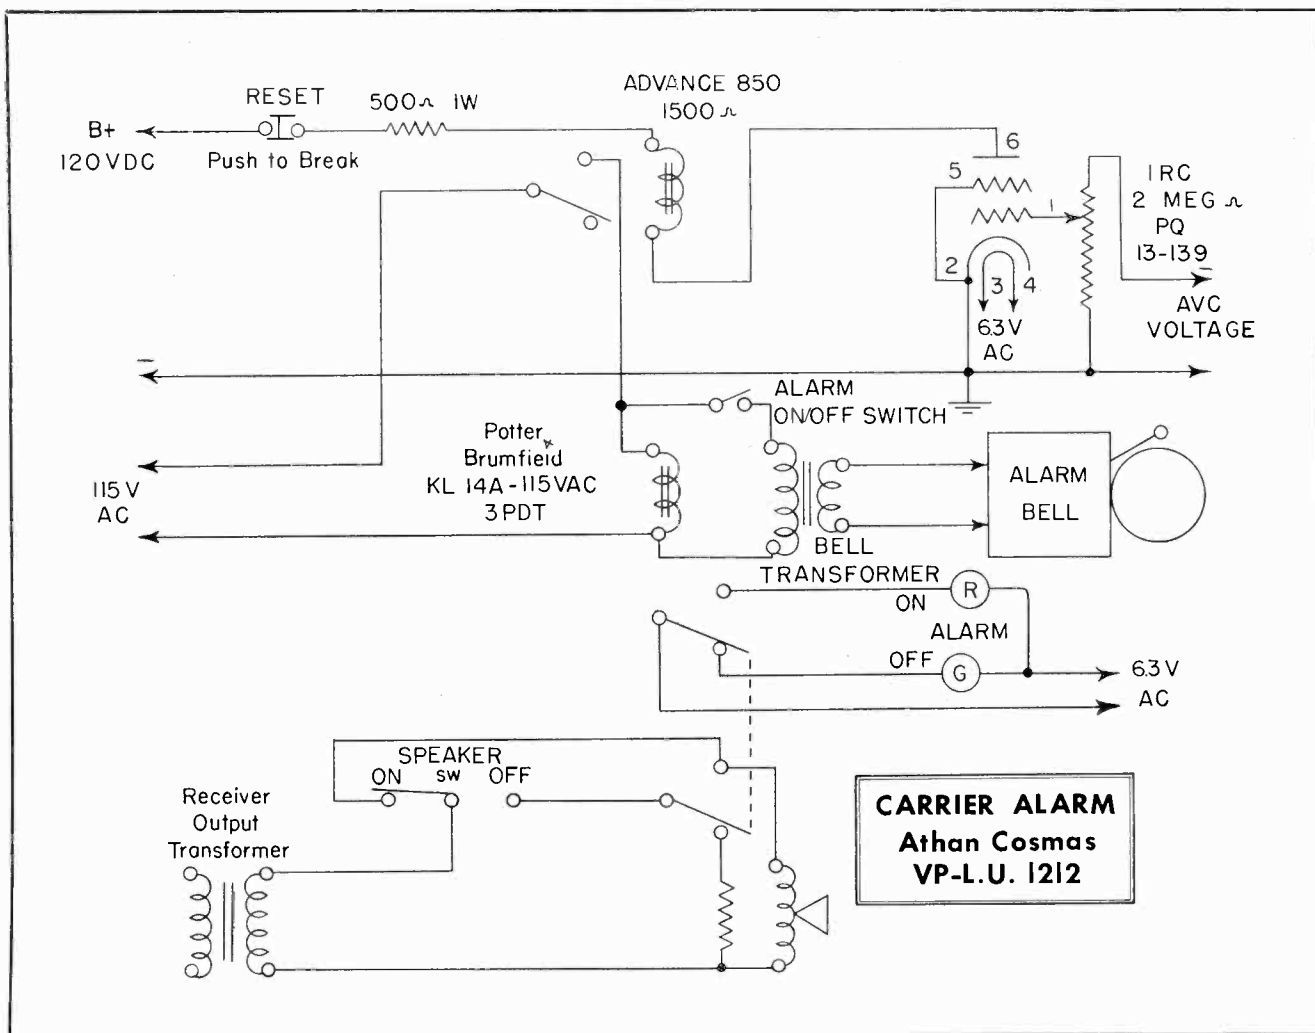 RESET
B+
120VDC
Push to Break
500Ω 1W
ADVANCE 850
1500Ω
6
5
1
2
3
4
6.3V
AC
IRC
2 MEG Ω
PQ
13-139
−
AVC
VOLTAGE
−
ALARM
ON/OFF SWITCH
Potter &
Brumfield
KL 14A-115VAC
3PDT
115V
AC
ALARM
BELL
BELL
TRANSFORMER
ON
R
ALARM
OFF
G
6.3V
AC
SPEAKER
ON SW OFF
Receiver
Output
Transformer
CARRIER ALARM
Athan Cosmas
VP-L.U. 1212